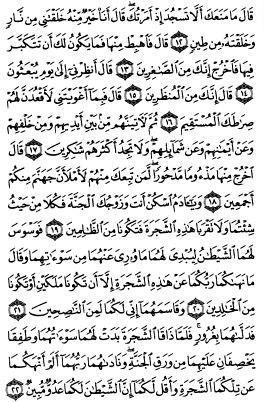 قَالَ مَا مَنَعَكَ أَلَّا تَسْجُدَ إِذْ أَمَرْتُكَ قَالَ أَنَا۠ خَيْرٌ مِّنْهُ خَلَقْتَنِى مِن نَّارٍ
وَخَلَقْتَهُۥ مِن طِينٍ ١٢ قَالَ فَٱهْبِطْ مِنْهَا فَمَا يَكُونُ لَكَ أَن تَتَكَبَّرَ
فِيهَا فَٱخْرُجْ إِنَّكَ مِنَ ٱلصَّٰغِرِينَ ١٣ قَالَ أَنظِرْنِىٓ إِلَىٰ يَوْمِ يُبْعَثُونَ
١٤ قَالَ إِنَّكَ مِنَ ٱلْمُنظَرِينَ ١٥ قَالَ فَبِمَآ أَغْوَيْتَنِى لَأَقْعُدَنَّ لَهُمْ
صِرَٰطَكَ ٱلْمُسْتَقِيمَ ١٦ ثُمَّ لَءَاتِيَنَّهُم مِّنۢ بَيْنِ أَيْدِيهِمْ وَمِنْ خَلْفِهِمْ
وَعَنْ أَيْمَٰنِهِمْ وَعَن شَمَآئِلِهِمْ وَلَا تَجِدُ أَكْثَرَهُمْ شَٰكِرِينَ ١٧ قَالَ
ٱخْرُجْ مِنْهَا مَذْءُومًا مَّدْحُورًا لَّمَن تَبِعَكَ مِنْهُمْ لَأَمْلَأَنَّ جَهَنَّمَ مِنكُمْ
أَجْمَعِينَ ١٨ وَيَٰٓـَٔادَمُ ٱسْكُنْ أَنتَ وَزَوْجُكَ ٱلْجَنَّةَ فَكُلَا مِنْ حَيْثُ
شِئْتُمَا وَلَا تَقْرَبَا هَٰذِهِ ٱلشَّجَرَةَ فَتَكُونَا مِنَ ٱلظَّٰلِمِينَ ١٩ فَوَسْوَسَ
لَهُمَا ٱلشَّيْطَٰنُ لِيُبْدِىَ لَهُمَا مَا وُۥرِىَ عَنْهُمَا مِن سَوْءَٰتِهِمَا وَقَالَ
مَا نَهَىٰكُمَا رَبُّكُمَا عَنْ هَٰذِهِ ٱلشَّجَرَةِ إِلَّآ أَن تَكُونَا مَلَكَيْنِ أَوْ تَكُونَا
مِنَ ٱلْخَٰلِدِينَ ٢٠ وَقَاسَمَهُمَآ إِنِّى لَكُمَا لَمِنَ ٱلنَّٰصِحِينَ ٢١
فَدَلَّىٰهُمَا بِغُرُورٍ فَلَمَّا ذَاقَا ٱلشَّجَرَةَ بَدَتْ لَهُمَا سَوْءَٰتُهُمَا وَطَفِقَا
يَخْصِفَانِ عَلَيْهِمَا مِن وَرَقِ ٱلْجَنَّةِ وَنَادَىٰهُمَا رَبُّهُمَآ أَلَمْ أَنْهَكُمَا
عَن تِلْكُمَا ٱلشَّجَرَةِ وَأَقُل لَّكُمَآ إِنَّ ٱلشَّيْطَٰنَ لَكُمَا عَدُوٌّ مُّبِينٌ ٢٢